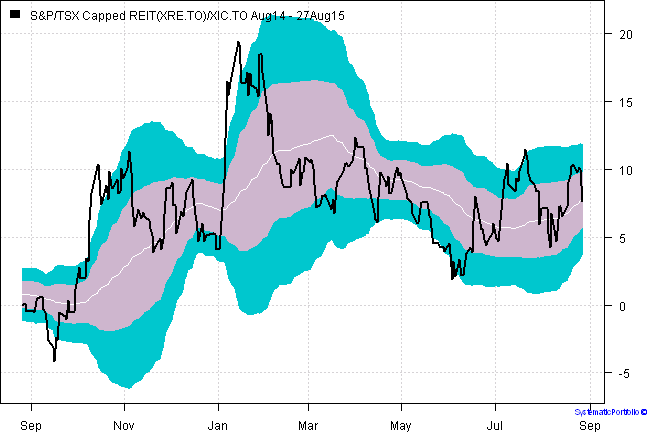 S&P/TSX Capped REIT(XRE.TO)/XIC.TO Aug14 - 27Aug15
20
15
10
5
0
-5
SystematicPortfolio ©
Sep Nov Jan Mar May Jul Sep